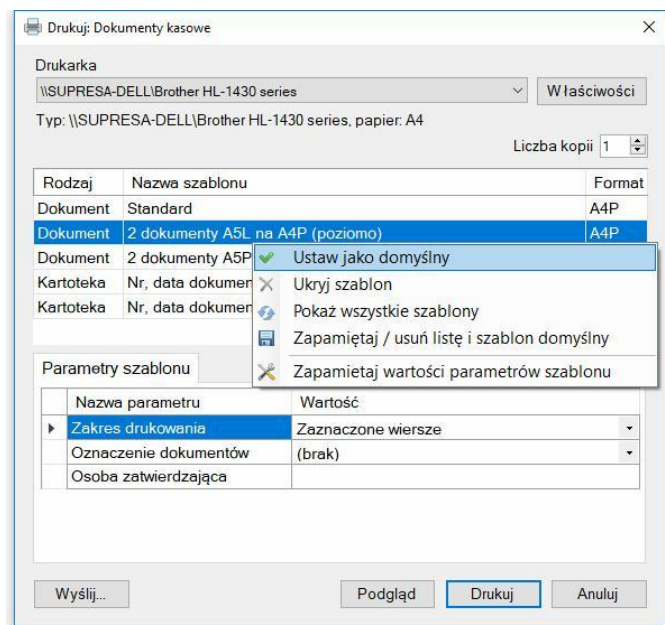 Drukuj: Dokumenty kasowe
Drukarka
\\SUPRESA-DELL\Brother HL-1430 series
Właściwości
Typ: \\SUPRESA-DELL\Brother HL-1430 series, papier: A4
Liczba kopii 1
Rodzaj Nazwa szablonu Format
Dokument Standard A4P
Dokument 2 dokumenty A5L na A4P (poziomo) A4P
Dokument 2 dokumenty A5P
Ustaw jako domyślny
Kartoteka Nr, data dokumen
Ukryj szablon
Kartoteka Nr, data dokumen
Pokaż wszystkie szablony
Zapamiętaj / usuń listę i szablon domyślny
Zapamietaj wartości parametrów szablonu
Parametry szablonu
Nazwa parametru Wartość
Zakres drukowania Zaznaczone wiersze
Oznaczenie dokumentów (brak)
Osoba zatwierdzająca
Wyślij... Podgląd Drukuj Anuluj